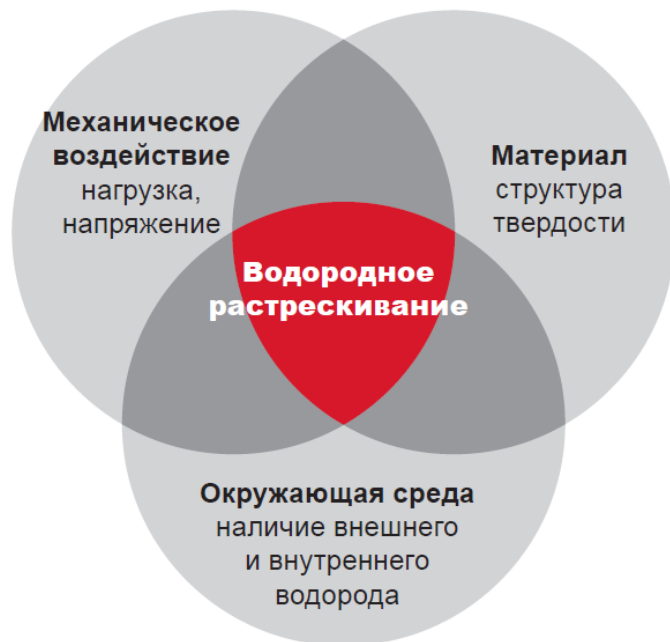 Механическое
воздействие
нагрузка,
напряжение
Материал
структура
твердости
Водородное
растрескивание
Окружающая среда
наличие внешнего
и внутреннего
водорода